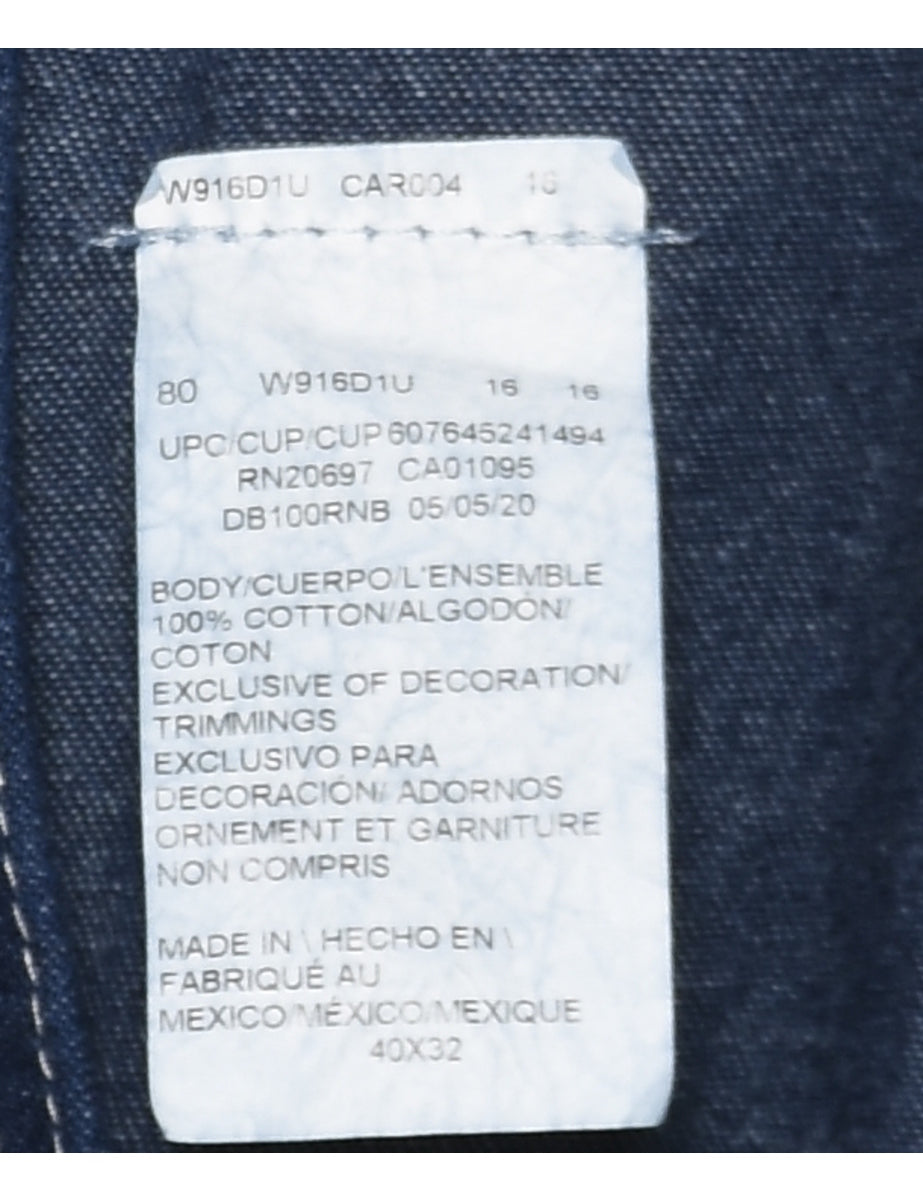 W916D1U CAR004 16
80 W916D1U 16 16
UPC/CUP/CUP 607645241494
RN20697 CA01095
DB100RNB 05/05/20
BODY/CUERPO/L'ENSEMBLE
100% COTTON/ALGODÓN/
COTON
EXCLUSIVE OF DECORATION/
TRIMMINGS
EXCLUSIVO PARA
DECORACIÓN/ ADORNOS
ORNEMENT ET GARNITURE
NON COMPRIS
MADE IN \ HECHO EN \
FABRIQUÉ AU
MEXICO/MÉXICO/MEXIQUE
40X32